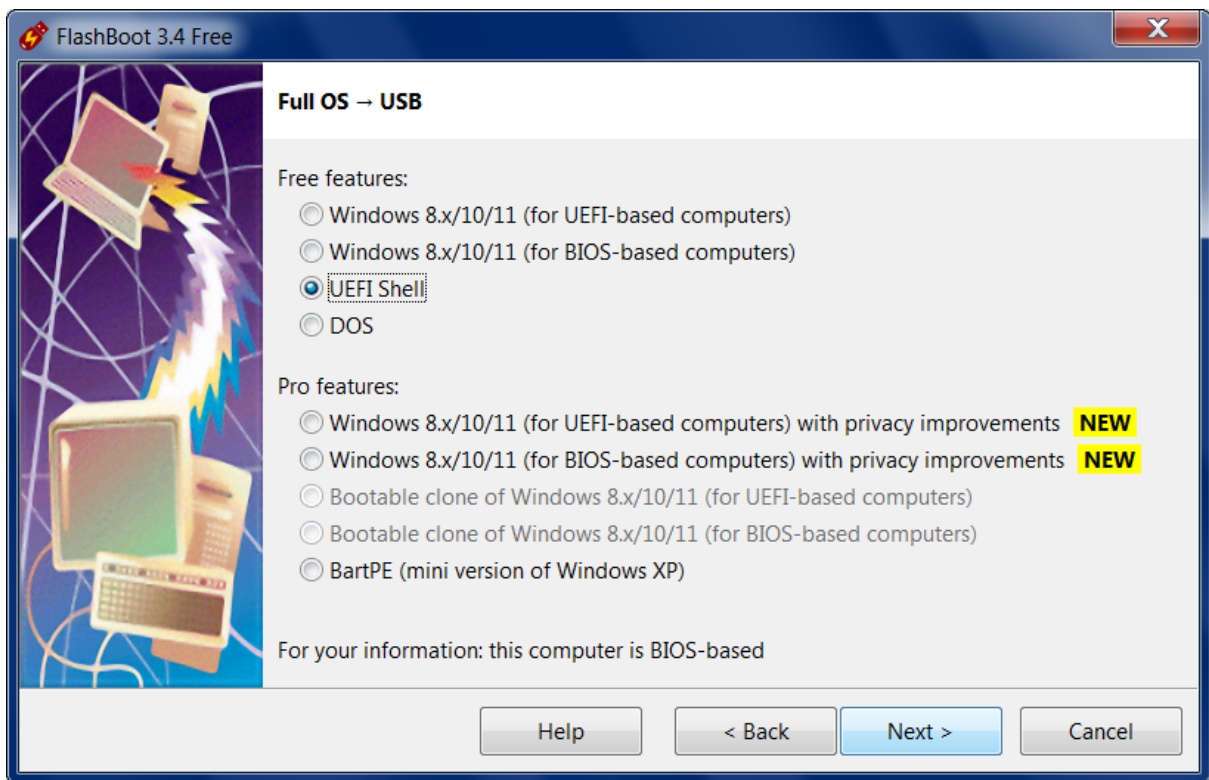 FlashBoot 3.4 Free
Full OS → USB
Free features:
Windows 8.x/10/11 (for UEFI-based computers)
Windows 8.x/10/11 (for BIOS-based computers)
UEFI Shell
DOS
Pro features:
Windows 8.x/10/11 (for UEFI-based computers) with privacy improvements NEW
Windows 8.x/10/11 (for BIOS-based computers) with privacy improvements NEW
Bootable clone of Windows 8.x/10/11 (for UEFI-based computers)
Bootable clone of Windows 8.x/10/11 (for BIOS-based computers)
BartPE (mini version of Windows XP)
For your information: this computer is BIOS-based
Help < Back Next > Cancel